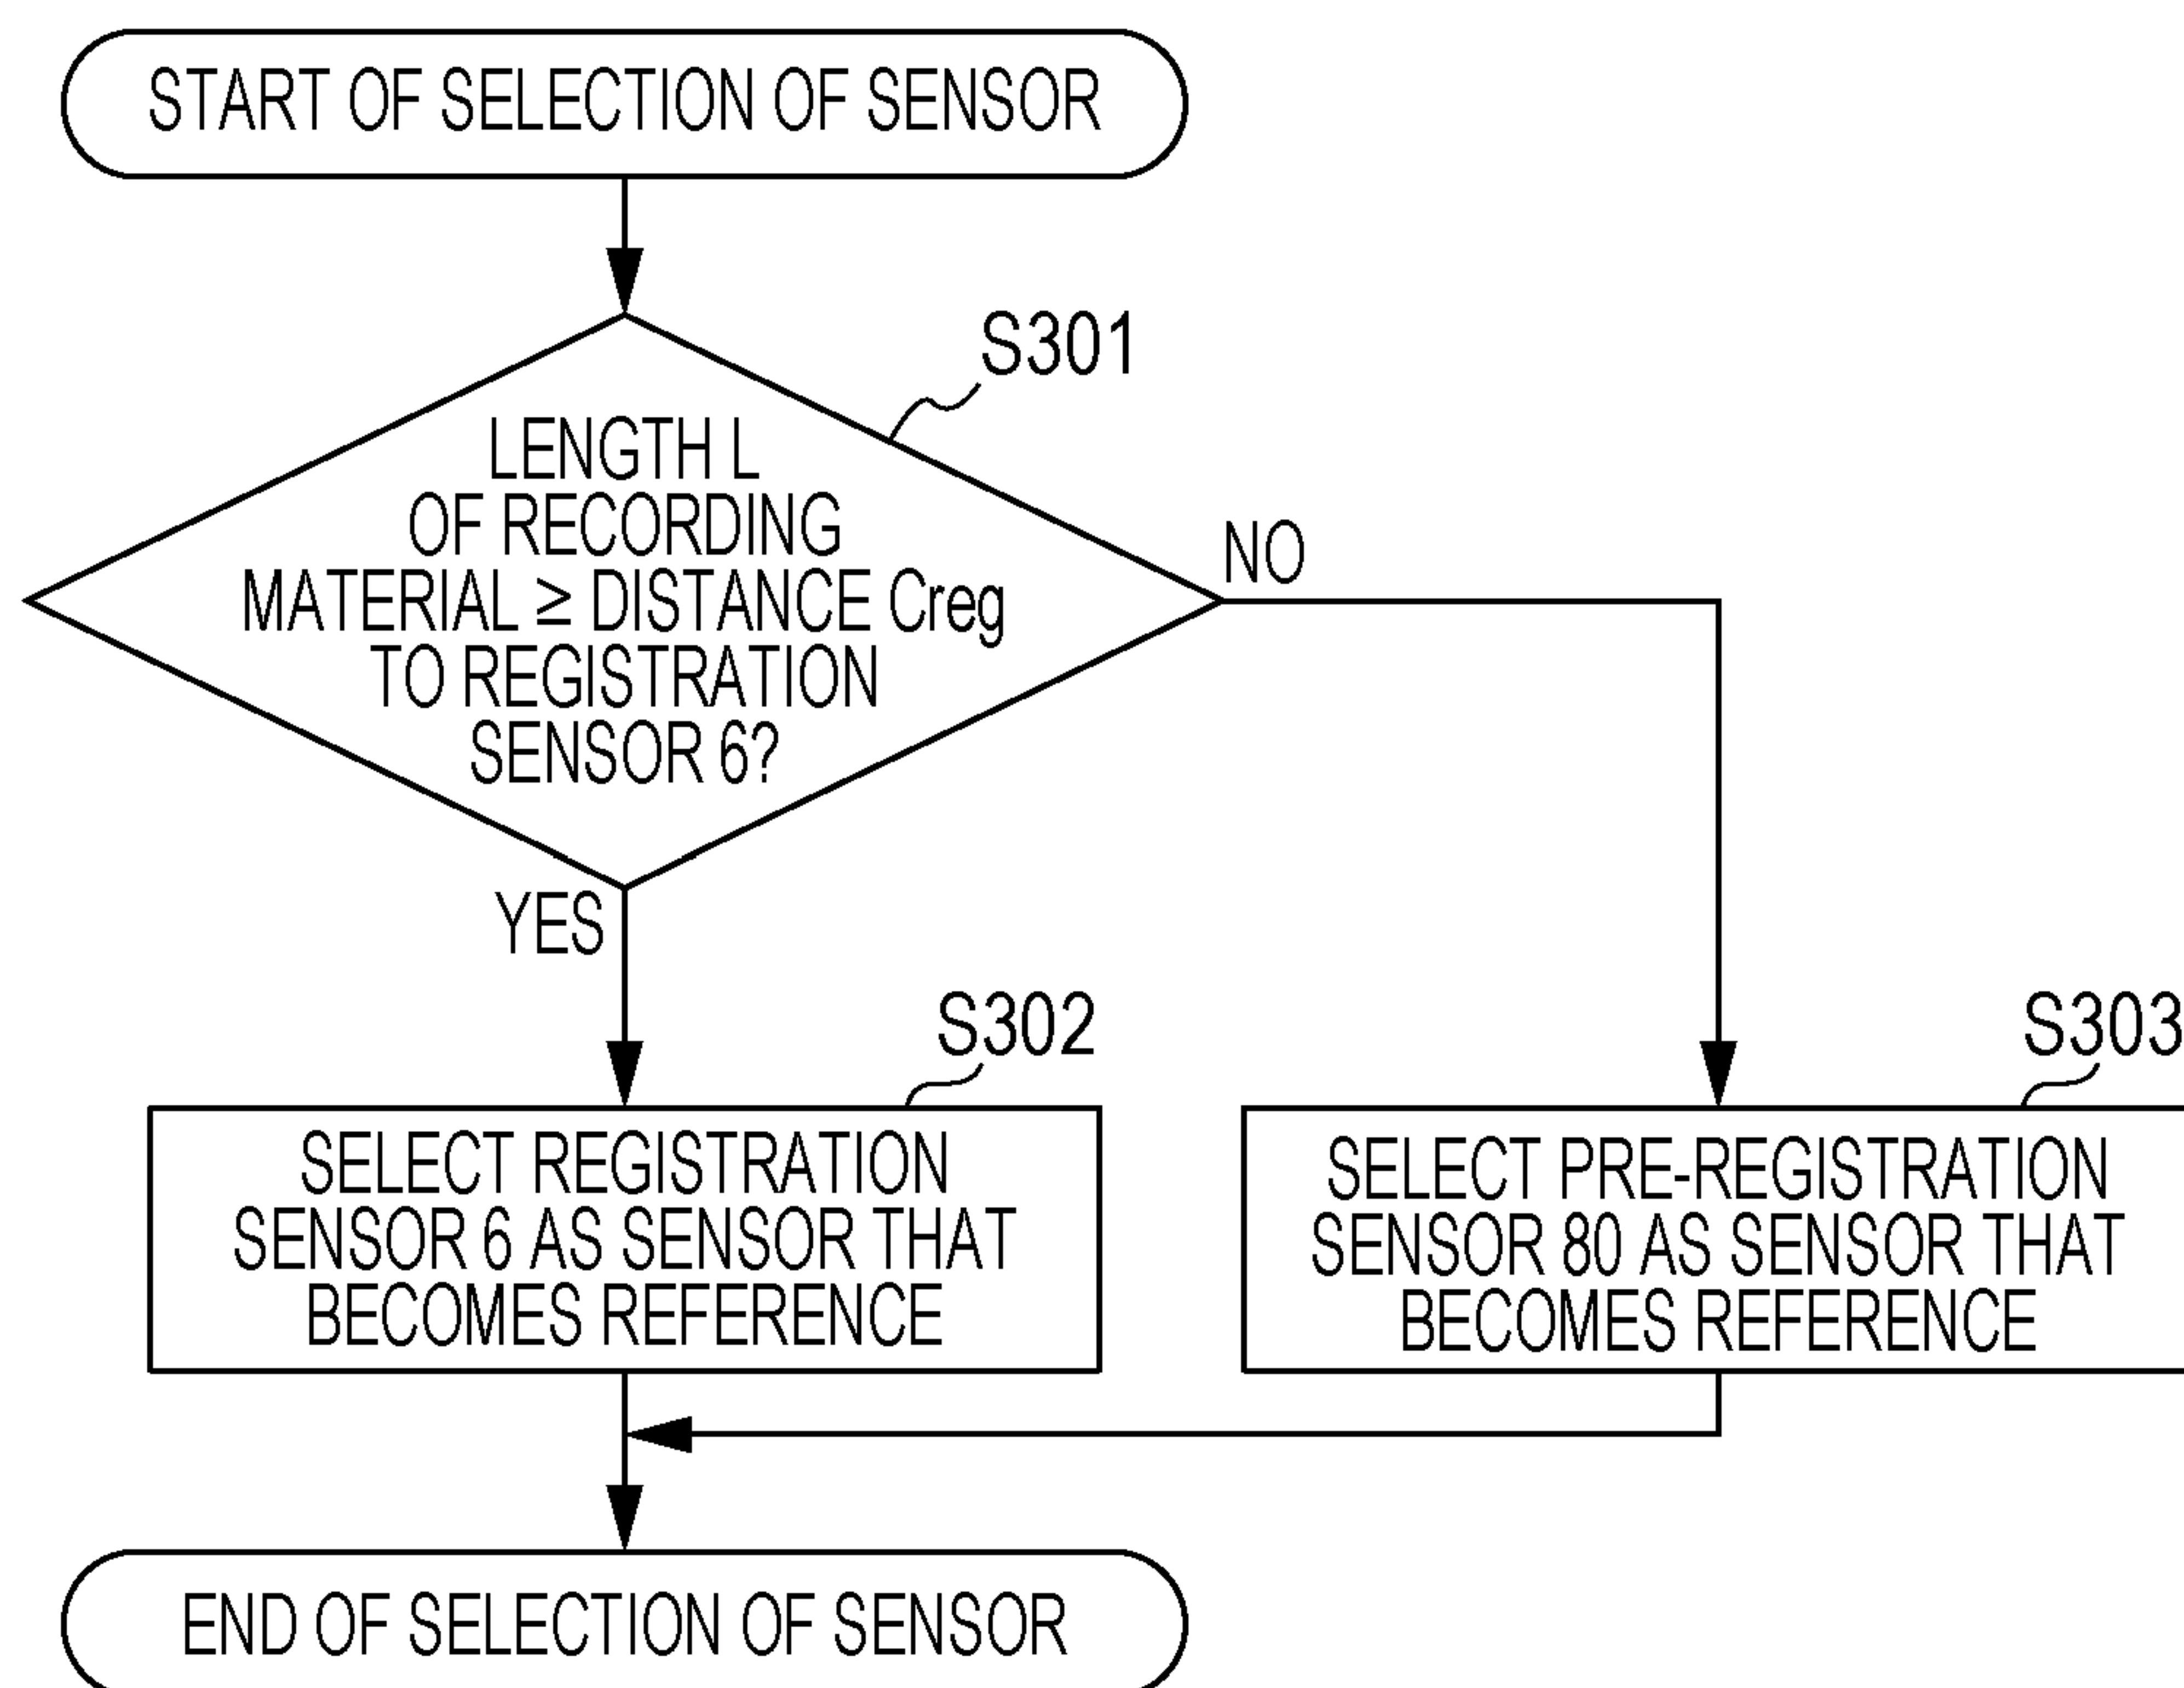 START OF SELECTION OF SENSOR
S301
LENGTH L
OF RECORDING
MATERIAL ≥ DISTANCE Creg
TO REGISTRATION
SENSOR 6?
NO
YES
S302
SELECT REGISTRATION
SENSOR 6 AS SENSOR THAT
BECOMES REFERENCE
S303
SELECT PRE-REGISTRATION
SENSOR 80 AS SENSOR THAT
BECOMES REFERENCE
END OF SELECTION OF SENSOR